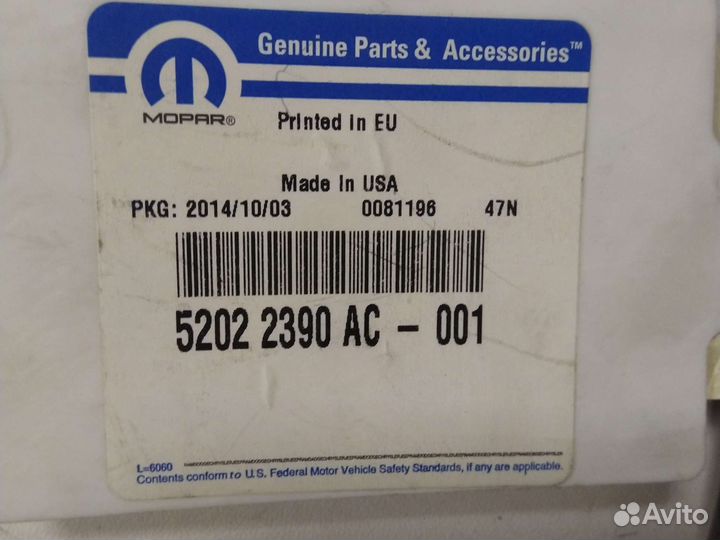 Genuine Parts & Accessories™
MOPAR®
Printed in EU
Made in USA
PKG: 2014/10/03 0081196 47N
5202 2390 AC - 001
L=6060
Contents conform to U.S. Federal Motor Vehicle Safety Standards, if any are applicable.
Avito